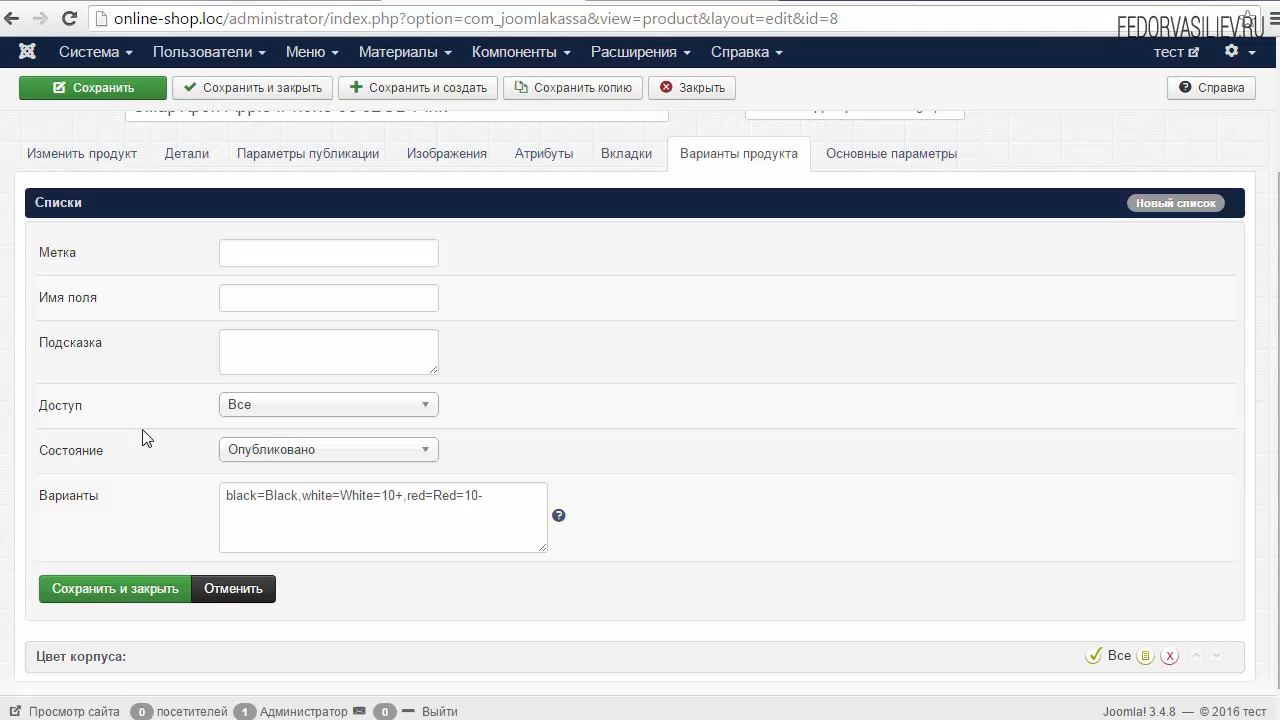 online-shop.loc/administrator/index.php?option=com_joomlakassa&view=product&layout=edit&id=8
FEDORVASILIEV.RU
Система Пользователи Меню Материалы Компоненты Расширения Справка тест
Сохранить Сохранить и закрыть Сохранить и создать Сохранить копию Закрыть Справка
Изменить продукт Детали Параметры публикации Изображения Атрибуты Вкладки Варианты продукта Основные параметры
Списки Новый список
Метка
Имя поля
Подсказка
Доступ Все
Состояние Опубликовано
Варианты black=Black,white=White=10+,red=Red=10-
Сохранить и закрыть Отменить
Цвет корпуса: Все
Просмотр сайта 0 посетителей 1 Администратор 0 Выйти Joomla! 3.4.8 — © 2016 тест